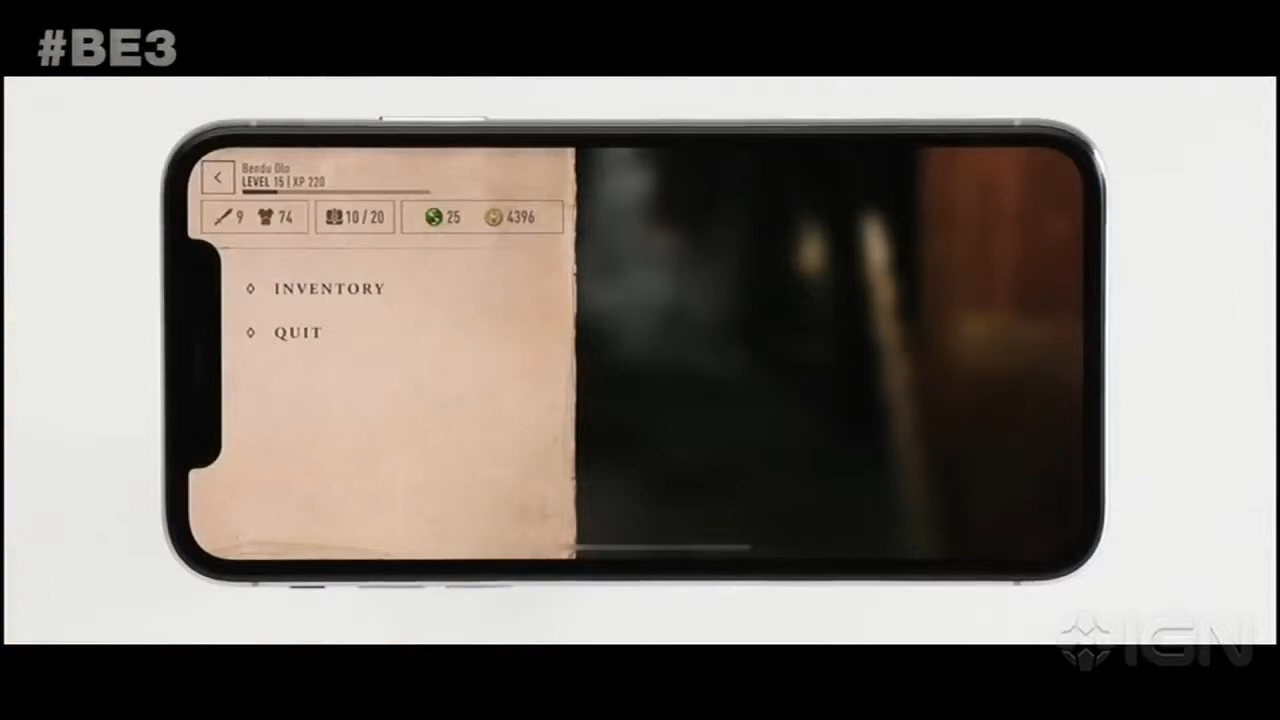 #BE3
Bendu Olo
LEVEL 15 | XP 220
9 74 10 / 20 25 4396
INVENTORY
QUIT
IGN